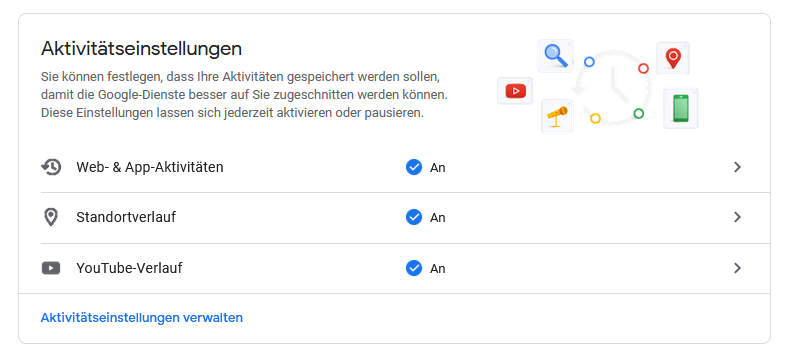 Aktivitätseinstellungen
Sie können festlegen, dass Ihre Aktivitäten gespeichert werden sollen,
damit die Google-Dienste besser auf Sie zugeschnitten werden können.
Diese Einstellungen lassen sich jederzeit aktivieren oder pausieren.
Web- & App-Aktivitäten An
Standortverlauf An
YouTube-Verlauf An
Aktivitätseinstellungen verwalten